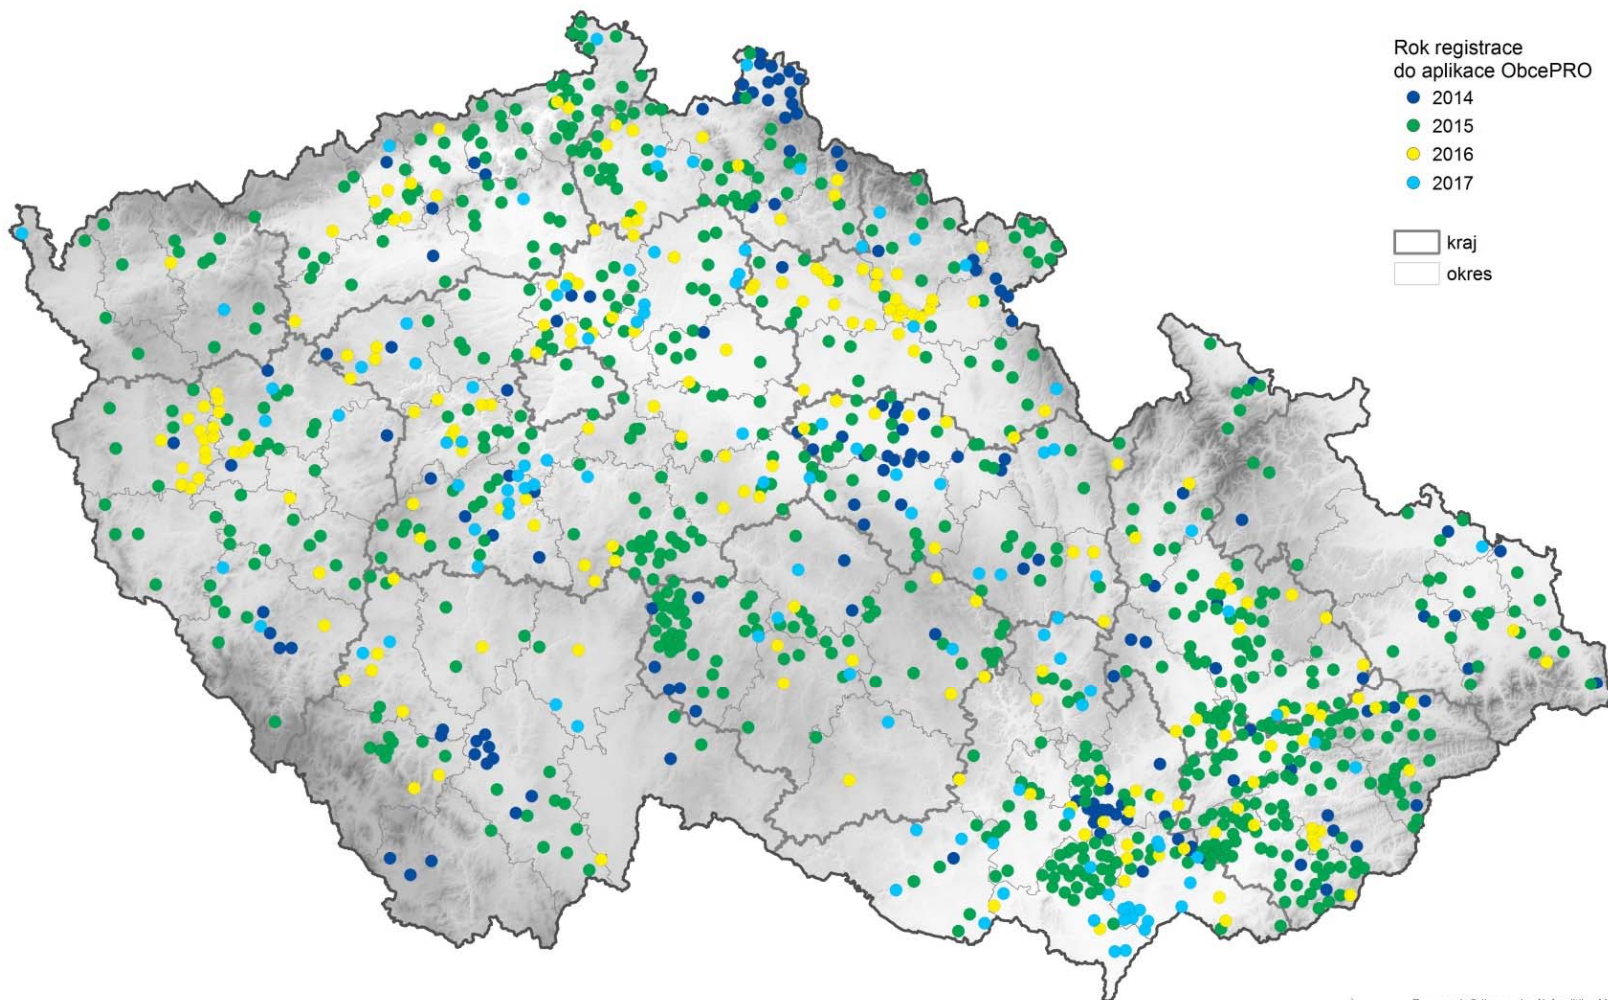 Rok registrace
do aplikace ObcePRO
2014
2015
2016
2017
kraj
okres